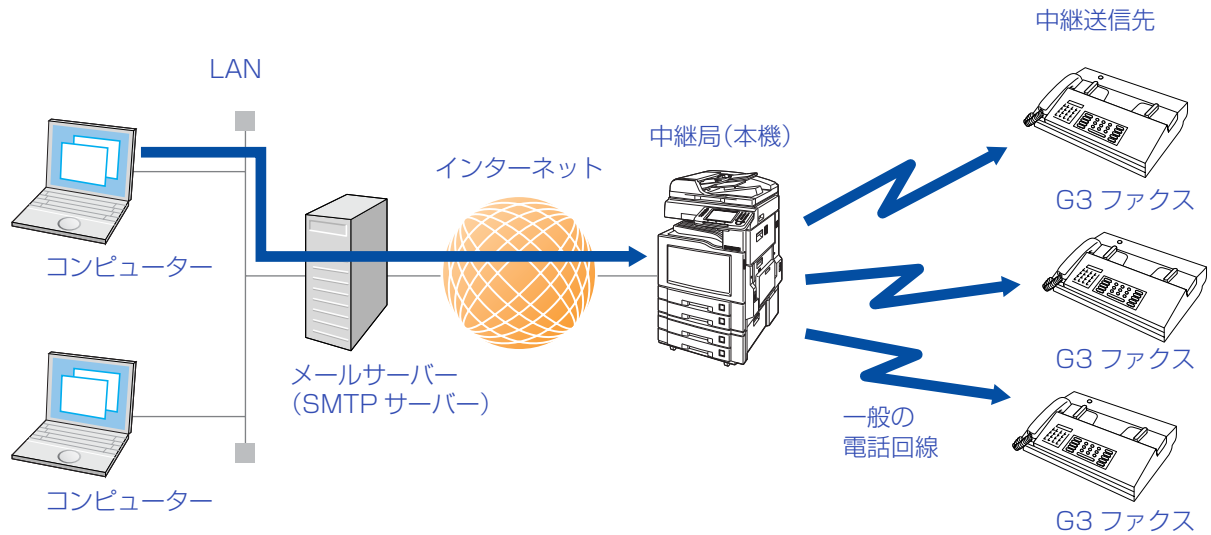 中継送信先
LAN
中継局(本機)
インターネット
G3 ファクス
コンピューター
G3 ファクス
メールサーバー
(SMTP サーバー)
一般の
電話回線
コンピューター
G3 ファクス